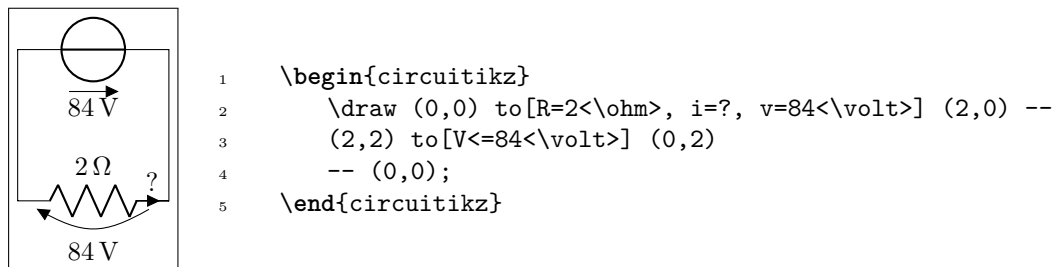 84 V
2 Ω
?
84 V
1 \begin{circuitikz}
2 \draw (0,0) to[R=2<\ohm>, i=?, v=84<\volt>] (2,0) --
3 (2,2) to[V<=84<\volt>] (0,2)
4 -- (0,0);
5 \end{circuitikz}